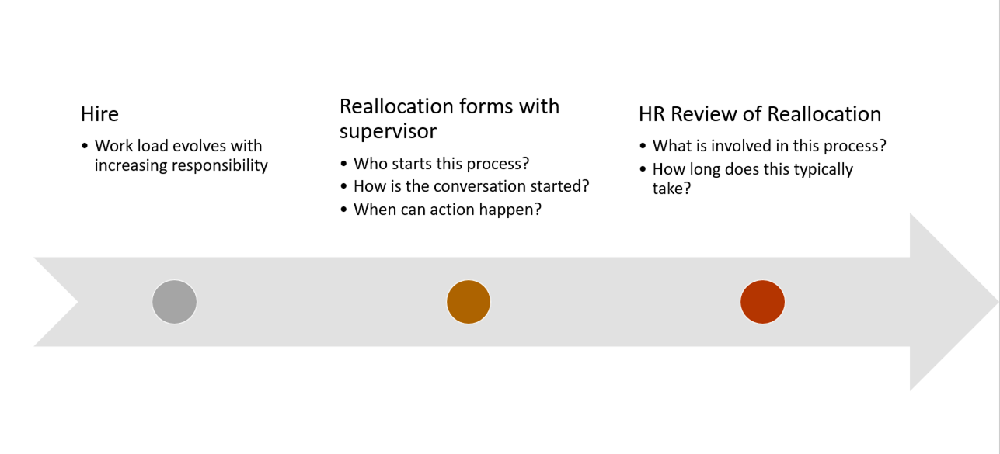 Hire
• Work load evolves with
increasing responsibility
Reallocation forms with
supervisor
• Who starts this process?
• How is the conversation started?
• When can action happen?
HR Review of Reallocation
• What is involved in this process?
• How long does this typically
take?